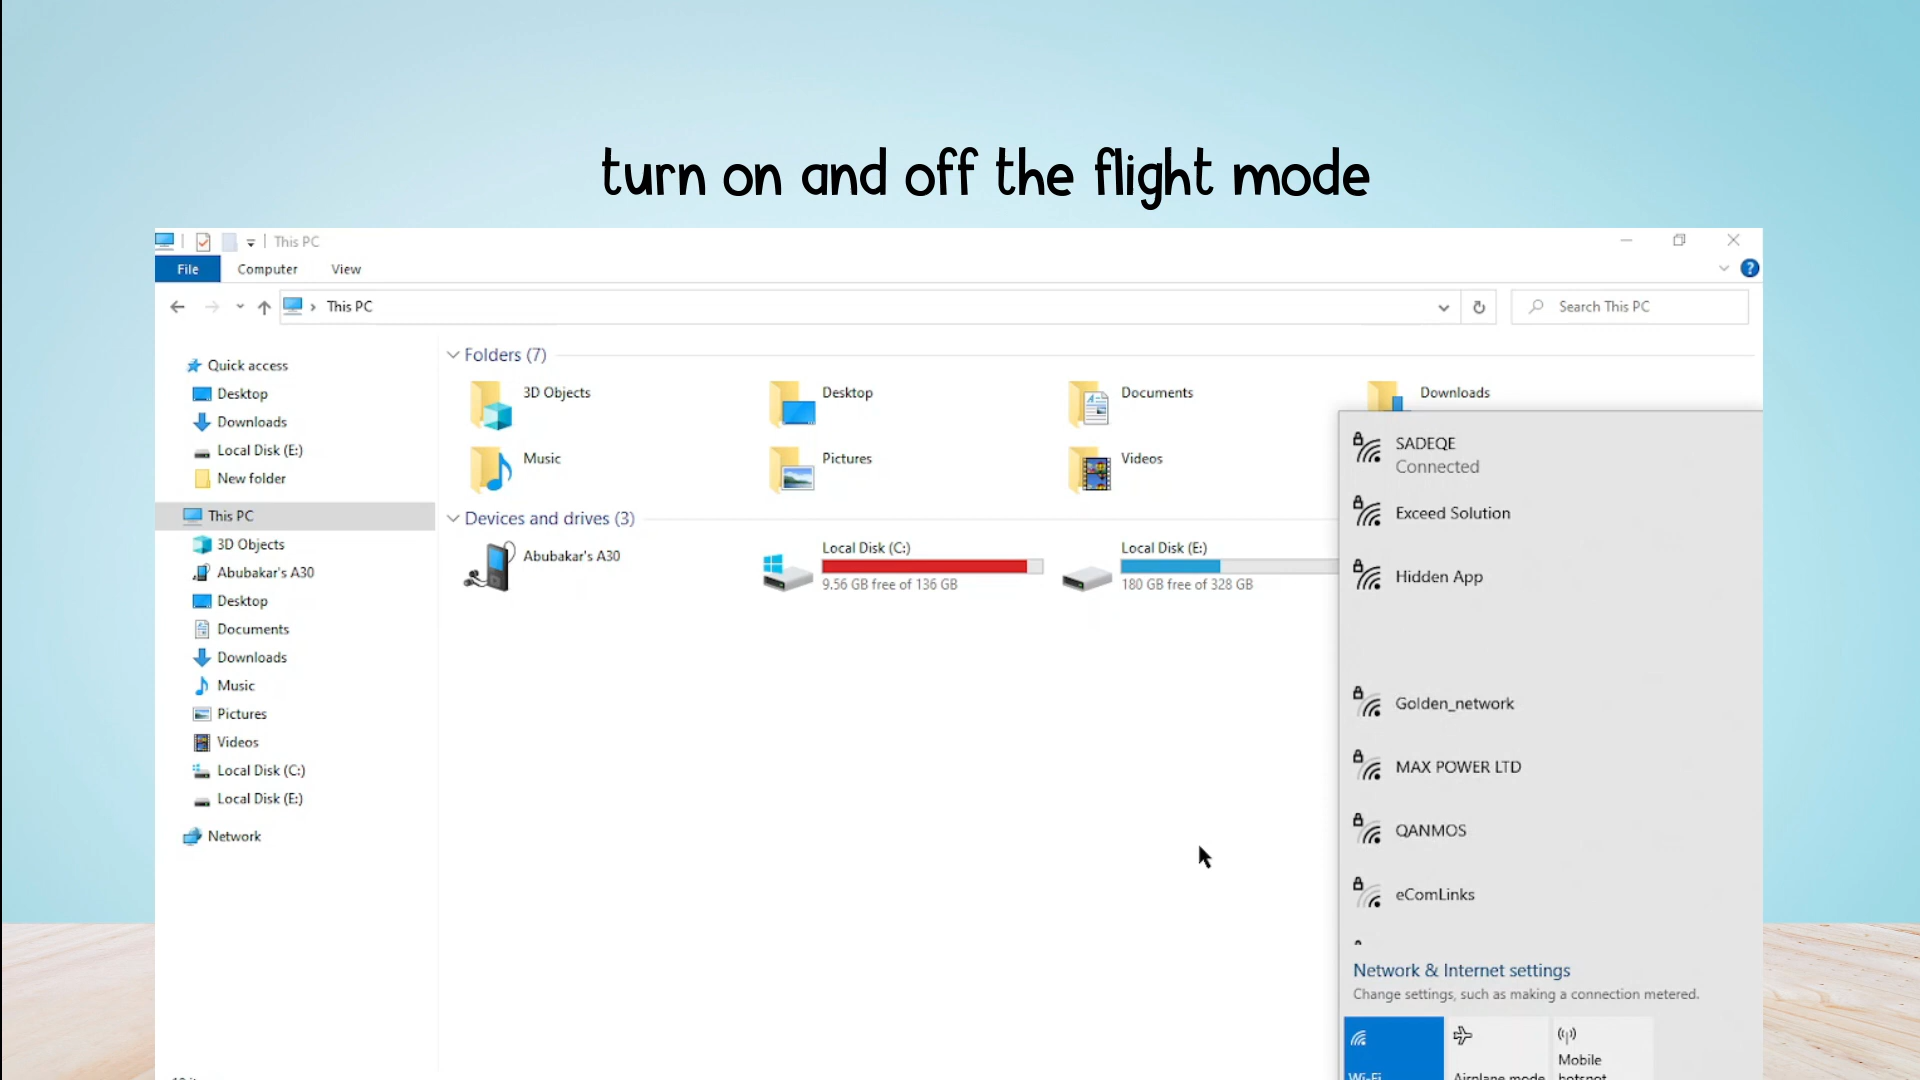 turn on and off the flight mode
This PC
File Computer View
This PC
Search This PC
Quick access
Desktop
Downloads
Local Disk (E:)
New folder
This PC
3D Objects
Abubakar's A30
Desktop
Documents
Downloads
Music
Pictures
Videos
Local Disk (C:)
Local Disk (E:)
Network
Folders (7)
3D Objects
Desktop
Documents
Downloads
Music
Pictures
Videos
Devices and drives (3)
Abubakar's A30
Local Disk (C:)
9.56 GB free of 136 GB
Local Disk (E:)
180 GB free of 328 GB
SADEQE
Connected
Exceed Solution
Hidden App
Golden_network
MAX POWER LTD
QANMOS
eComLinks
Network & Internet settings
Change settings, such as making a connection metered.
Wi-Fi
Airplane mode
Mobile
hotspot